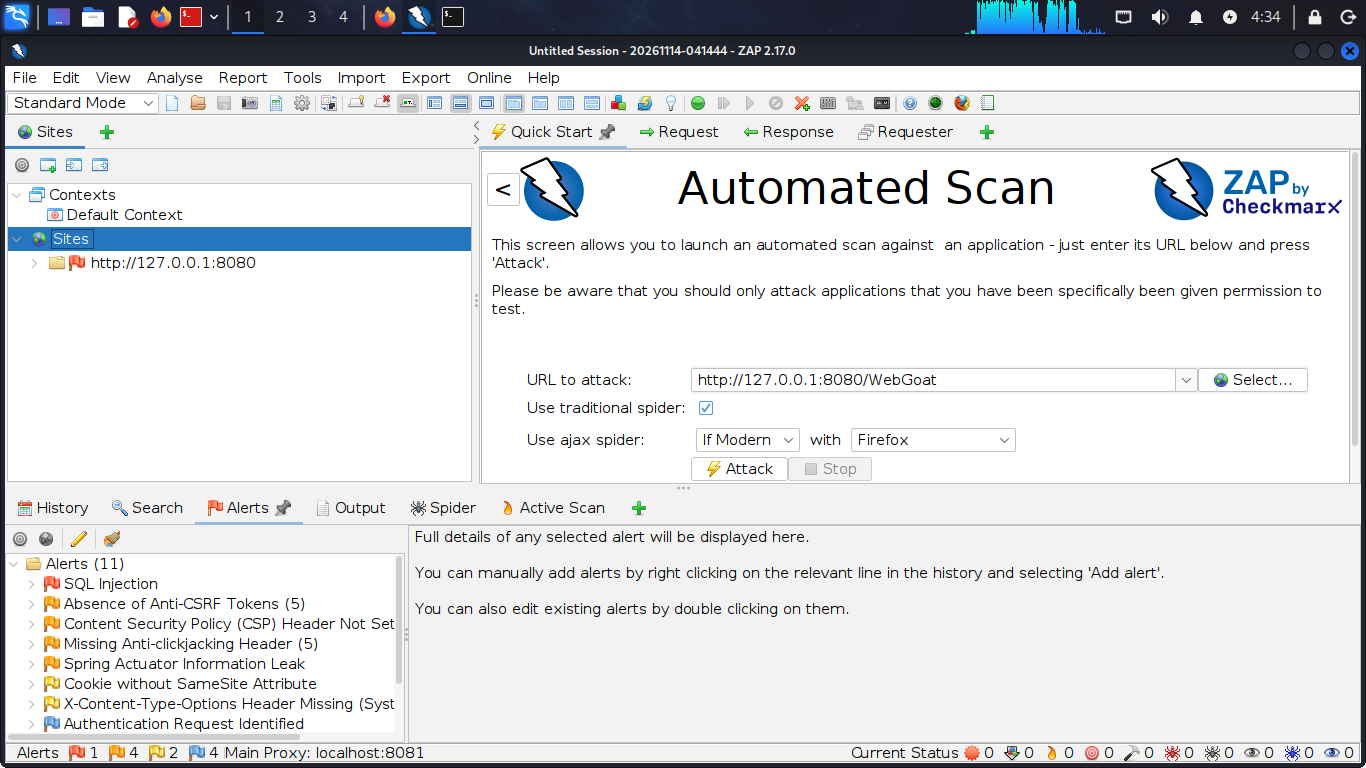 1 2 3 4 4:34
Untitled Session - 20261114-041444 - ZAP 2.17.0
File Edit View Analyse Report Tools Import Export Online Help
Standard Mode
Sites
Quick Start Request Response Requester
Contexts
Default Context
Sites
http://127.0.0.1:8080
<
Automated Scan
ZAP by
Checkmarx
This screen allows you to launch an automated scan against an application - just enter its URL below and press
'Attack'.
Please be aware that you should only attack applications that you have been specifically been given permission to
test.
URL to attack: http://127.0.0.1:8080/WebGoat Select...
Use traditional spider:
Use ajax spider: If Modern with Firefox
Attack Stop
History Search Alerts Output Spider Active Scan
Alerts (11)
SQL Injection
Absence of Anti-CSRF Tokens (5)
Content Security Policy (CSP) Header Not Set
Missing Anti-clickjacking Header (5)
Spring Actuator Information Leak
Cookie without SameSite Attribute
X-Content-Type-Options Header Missing (Syst
Authentication Request Identified
Full details of any selected alert will be displayed here.
You can manually add alerts by right clicking on the relevant line in the history and selecting 'Add alert'.
You can also edit existing alerts by double clicking on them.
Alerts 1 4 2 4 Main Proxy: localhost:8081 Current Status 0 0 0 0 0 0 0 0 0 0